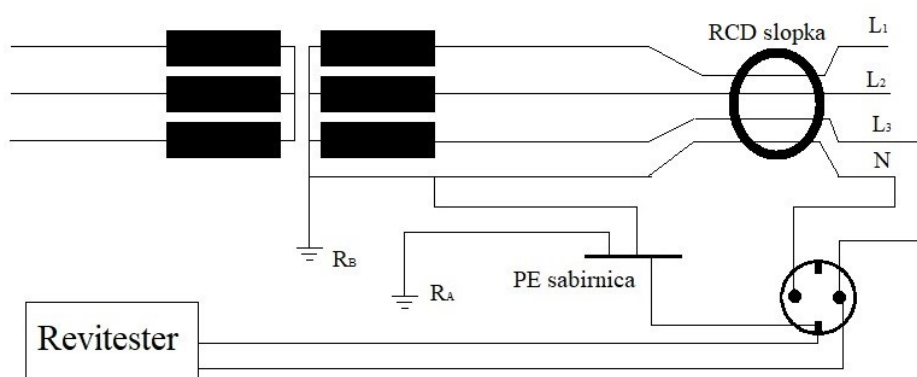 RCD slopka
L1
L2
L3
N
RB
RA
PE sabirnica
Revitester